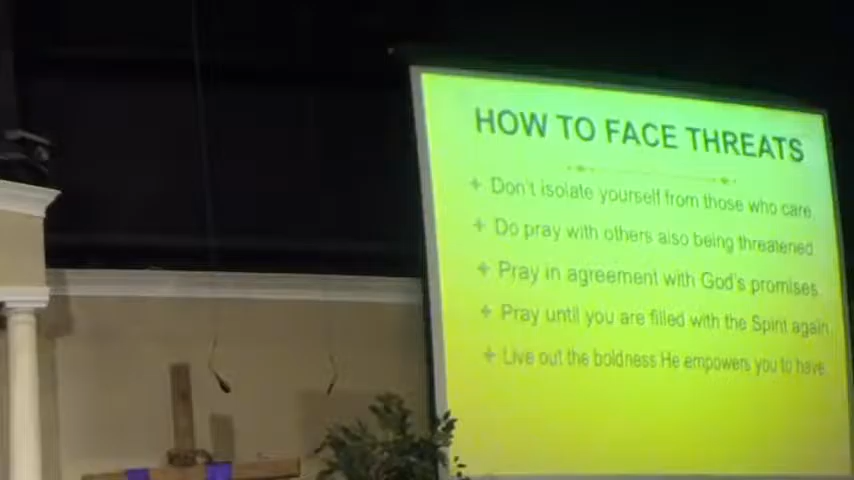 HOW TO FACE THREATS
+ Don't isolate yourself from those who care.
+ Do pray with others also being threatened.
+ Pray in agreement with God's promises.
+ Pray until you are filled with the Spirit again.
+ Live out the boldness He empowers you to have.